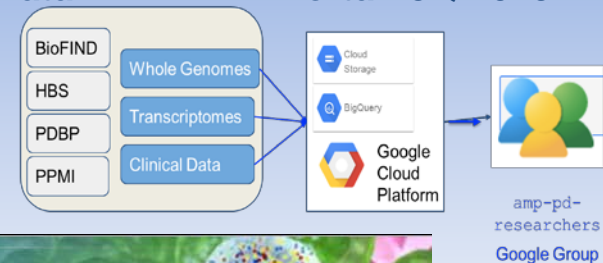 BioFIND
HBS
PDBP
PPMI
Whole Genomes
Transcriptomes
Clinical Data
Cloud
Storage
BigQuery
Google
Cloud
Platform
amp-pd-
researchers
Google Group